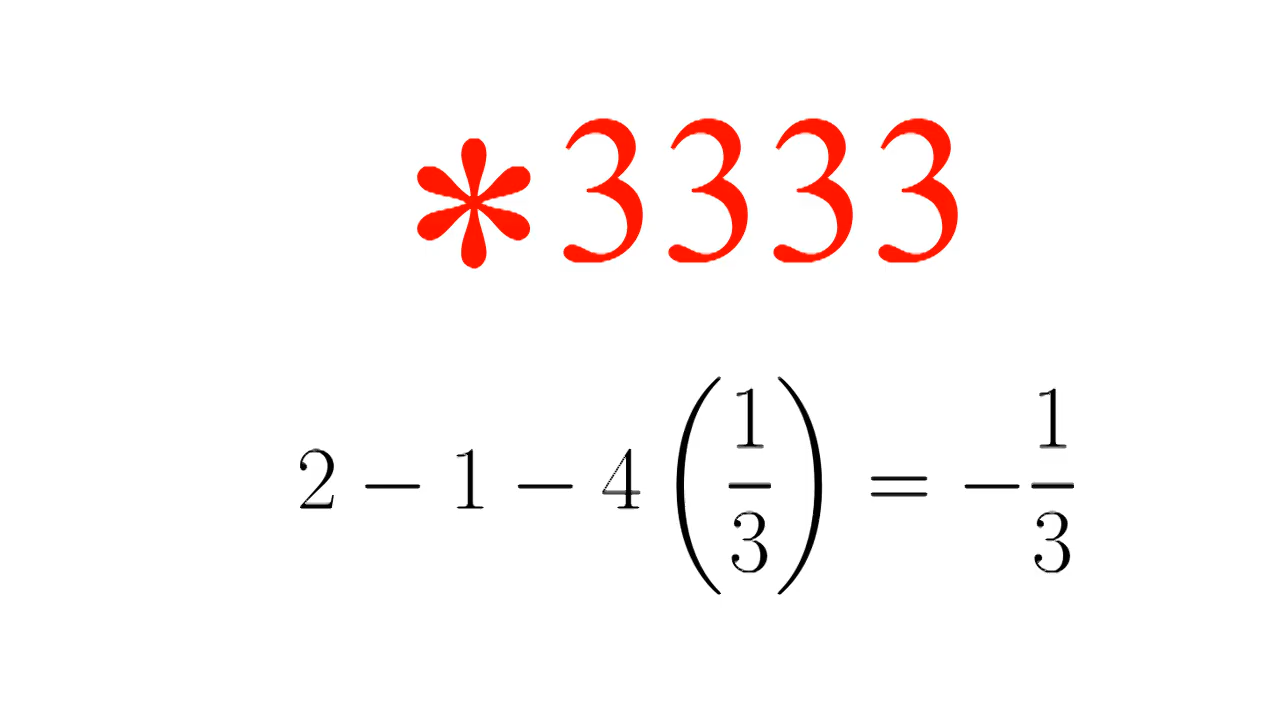 *3333
2 − 1 − 4 (1/3) = −1/3